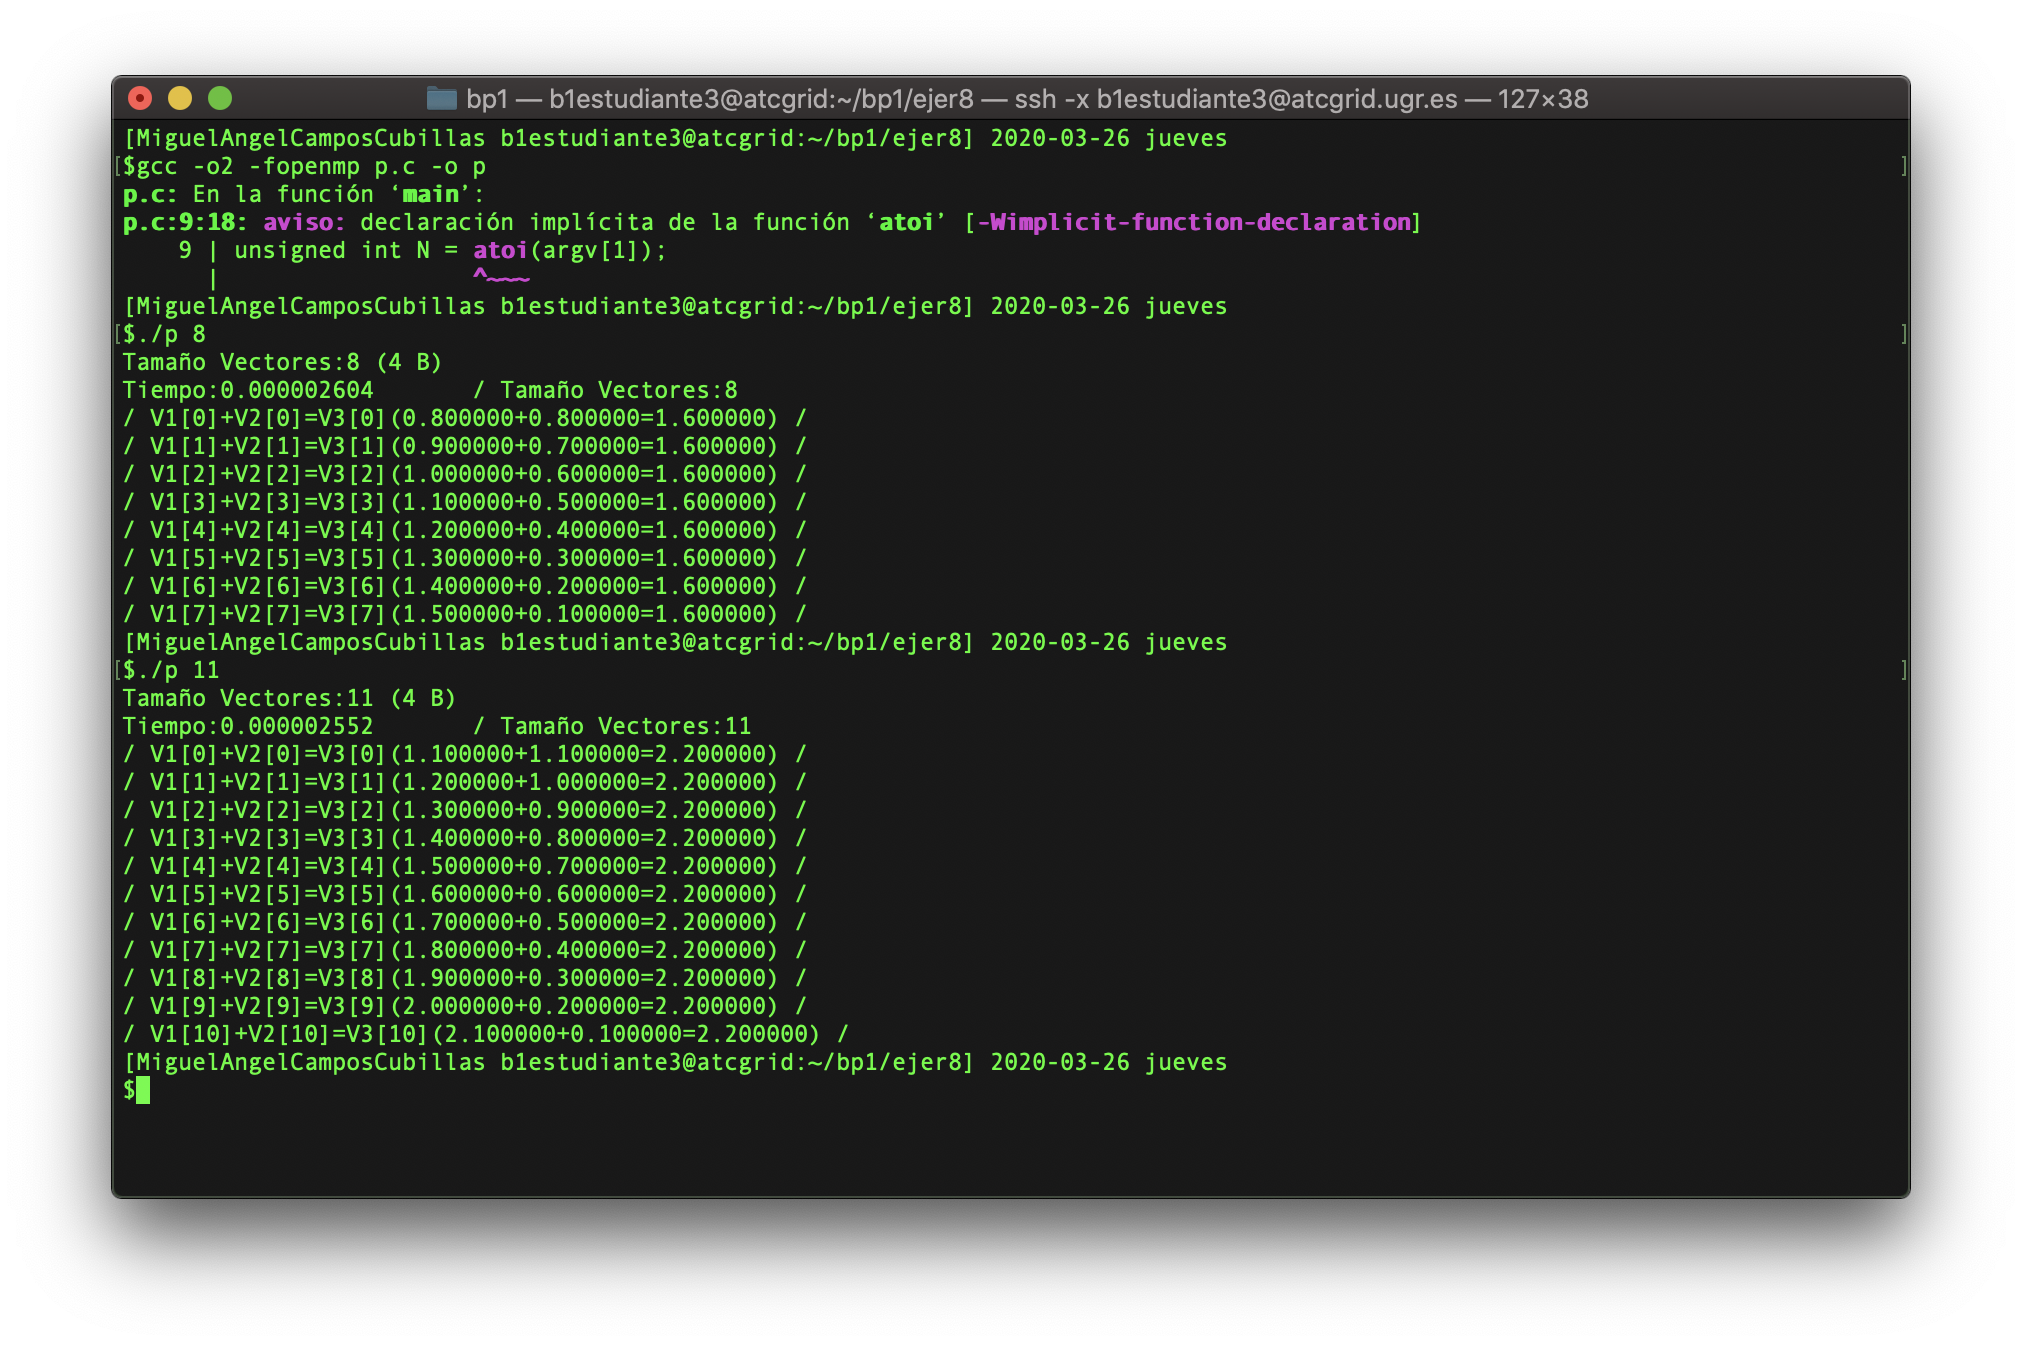 bp1 — b1estudiante3@atcgrid:~/bp1/ejer8 — ssh -x b1estudiante3@atcgrid.ugr.es — 127×38
[MiguelAngelCamposCubillas b1estudiante3@atcgrid:~/bp1/ejer8] 2020-03-26 jueves
[$gcc -o2 -fopenmp p.c -o p ]
p.c: En la función ‘main’:
p.c:9:18: aviso: declaración implícita de la función ‘atoi’ [-Wimplicit-function-declaration]
    9 | unsigned int N = atoi(argv[1]);
      |                  ^~~~
[MiguelAngelCamposCubillas b1estudiante3@atcgrid:~/bp1/ejer8] 2020-03-26 jueves
[$./p 8 ]
Tamaño Vectores:8 (4 B)
Tiempo:0.000002604       / Tamaño Vectores:8
/ V1[0]+V2[0]=V3[0](0.800000+0.800000=1.600000) /
/ V1[1]+V2[1]=V3[1](0.900000+0.700000=1.600000) /
/ V1[2]+V2[2]=V3[2](1.000000+0.600000=1.600000) /
/ V1[3]+V2[3]=V3[3](1.100000+0.500000=1.600000) /
/ V1[4]+V2[4]=V3[4](1.200000+0.400000=1.600000) /
/ V1[5]+V2[5]=V3[5](1.300000+0.300000=1.600000) /
/ V1[6]+V2[6]=V3[6](1.400000+0.200000=1.600000) /
/ V1[7]+V2[7]=V3[7](1.500000+0.100000=1.600000) /
[MiguelAngelCamposCubillas b1estudiante3@atcgrid:~/bp1/ejer8] 2020-03-26 jueves
[$./p 11 ]
Tamaño Vectores:11 (4 B)
Tiempo:0.000002552       / Tamaño Vectores:11
/ V1[0]+V2[0]=V3[0](1.100000+1.100000=2.200000) /
/ V1[1]+V2[1]=V3[1](1.200000+1.000000=2.200000) /
/ V1[2]+V2[2]=V3[2](1.300000+0.900000=2.200000) /
/ V1[3]+V2[3]=V3[3](1.400000+0.800000=2.200000) /
/ V1[4]+V2[4]=V3[4](1.500000+0.700000=2.200000) /
/ V1[5]+V2[5]=V3[5](1.600000+0.600000=2.200000) /
/ V1[6]+V2[6]=V3[6](1.700000+0.500000=2.200000) /
/ V1[7]+V2[7]=V3[7](1.800000+0.400000=2.200000) /
/ V1[8]+V2[8]=V3[8](1.900000+0.300000=2.200000) /
/ V1[9]+V2[9]=V3[9](2.000000+0.200000=2.200000) /
/ V1[10]+V2[10]=V3[10](2.100000+0.100000=2.200000) /
[MiguelAngelCamposCubillas b1estudiante3@atcgrid:~/bp1/ejer8] 2020-03-26 jueves
$